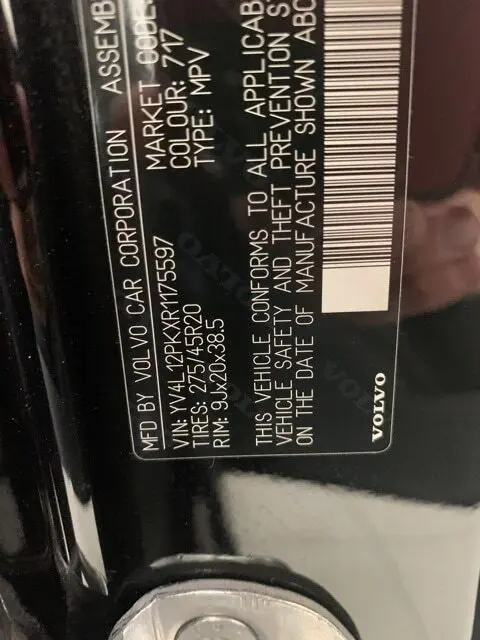 MFD BY VOLVO CAR CORPORATION ASSEMB
VIN: YV4L12PKXR1175597 MARKET CODE:
TIRES: 275/45R20 COLOUR: 717
RIM: 9Jx20x38.5 TYPE: MPV
THIS VEHICLE CONFORMS TO ALL APPLICAB
VEHICLE SAFETY AND THEFT PREVENTION S
ON THE DATE OF MANUFACTURE SHOWN ABO
VOLVO